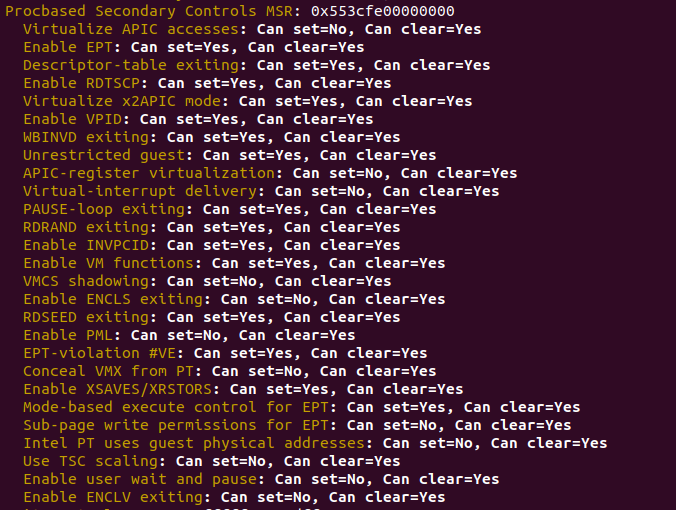 Procbased Secondary Controls MSR: 0x553cfe00000000
Virtualize APIC accesses: Can set=No, Can clear=Yes
Enable EPT: Can set=Yes, Can clear=Yes
Descriptor-table exiting: Can set=Yes, Can clear=Yes
Enable RDTSCP: Can set=Yes, Can clear=Yes
Virtualize x2APIC mode: Can set=Yes, Can clear=Yes
Enable VPID: Can set=Yes, Can clear=Yes
WBINVD exiting: Can set=Yes, Can clear=Yes
Unrestricted guest: Can set=Yes, Can clear=Yes
APIC-register virtualization: Can set=No, Can clear=Yes
Virtual-interrupt delivery: Can set=No, Can clear=Yes
PAUSE-loop exiting: Can set=Yes, Can clear=Yes
RDRAND exiting: Can set=Yes, Can clear=Yes
Enable INVPCID: Can set=Yes, Can clear=Yes
Enable VM functions: Can set=Yes, Can clear=Yes
VMCS shadowing: Can set=No, Can clear=Yes
Enable ENCLS exiting: Can set=No, Can clear=Yes
RDSEED exiting: Can set=Yes, Can clear=Yes
Enable PML: Can set=No, Can clear=Yes
EPT-violation #VE: Can set=Yes, Can clear=Yes
Conceal VMX from PT: Can set=No, Can clear=Yes
Enable XSAVES/XRSTORS: Can set=Yes, Can clear=Yes
Mode-based execute control for EPT: Can set=Yes, Can clear=Yes
Sub-page write permissions for EPT: Can set=No, Can clear=Yes
Intel PT uses guest physical addresses: Can set=No, Can clear=Yes
Use TSC scaling: Can set=No, Can clear=Yes
Enable user wait and pause: Can set=No, Can clear=Yes
Enable ENCLV exiting: Can set=No, Can clear=Yes